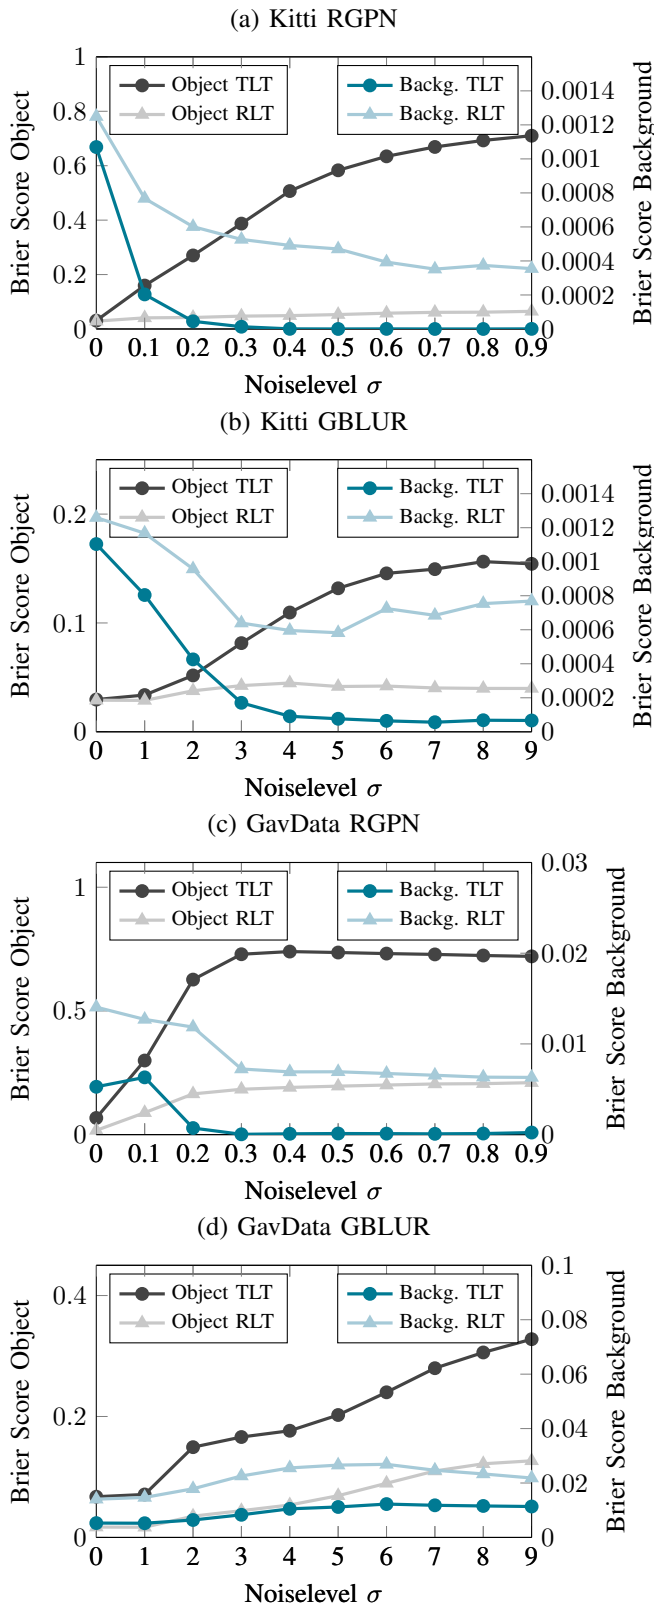 (a) Kitti RGPN
Object TLT
Object RLT
Backg. TLT
Backg. RLT
Brier Score Object
0
0.2
0.4
0.6
0.8
1
Brier Score Background
0
0.0002
0.0004
0.0006
0.0008
0.001
0.0012
0.0014
0 0.1 0.2 0.3 0.4 0.5 0.6 0.7 0.8 0.9
Noiselevel σ
(b) Kitti GBLUR
Object TLT
Object RLT
Backg. TLT
Backg. RLT
Brier Score Object
0
0.1
0.2
Brier Score Background
0
0.0002
0.0004
0.0006
0.0008
0.001
0.0012
0.0014
0 1 2 3 4 5 6 7 8 9
Noiselevel σ
(c) GavData RGPN
Object TLT
Object RLT
Backg. TLT
Backg. RLT
Brier Score Object
0
0.5
1
Brier Score Background
0
0.01
0.02
0.03
0 0.1 0.2 0.3 0.4 0.5 0.6 0.7 0.8 0.9
Noiselevel σ
(d) GavData GBLUR
Object TLT
Object RLT
Backg. TLT
Backg. RLT
Brier Score Object
0
0.2
0.4
Brier Score Background
0
0.02
0.04
0.06
0.08
0.1
0 1 2 3 4 5 6 7 8 9
Noiselevel σ